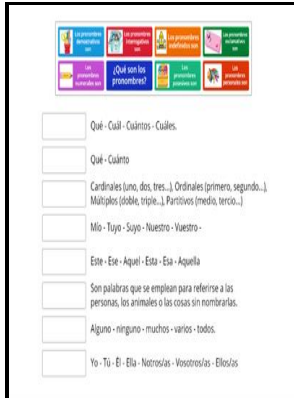 Los pronombres demostrativos son
Los pronombres interrogativos son
Los pronombres indefinidos son
Los pronombres exclamativos son
Los pronombres numerales son
¿Qué son los pronombres?
Los pronombres posesivos son
Los pronombres personales son
Qué - Cuál - Cuántos - Cuáles.
Qué - Cuánto
Cardinales (uno, dos, tres...), Ordinales (primero, segundo...),
Múltiplos (doble, triple...), Partitivos (medio, tercio...)
Mío - Tuyo - Suyo - Nuestro - Vuestro -
Este - Ese - Aquel - Esta - Esa - Aquella
Son palabras que se emplean para referirse a las
personas, los animales o las cosas sin nombrarlas.
Alguno - ninguno - muchos - varios - todos.
Yo - Tú - Él - Ella - Notros/as - Vosotros/as - Ellos/as